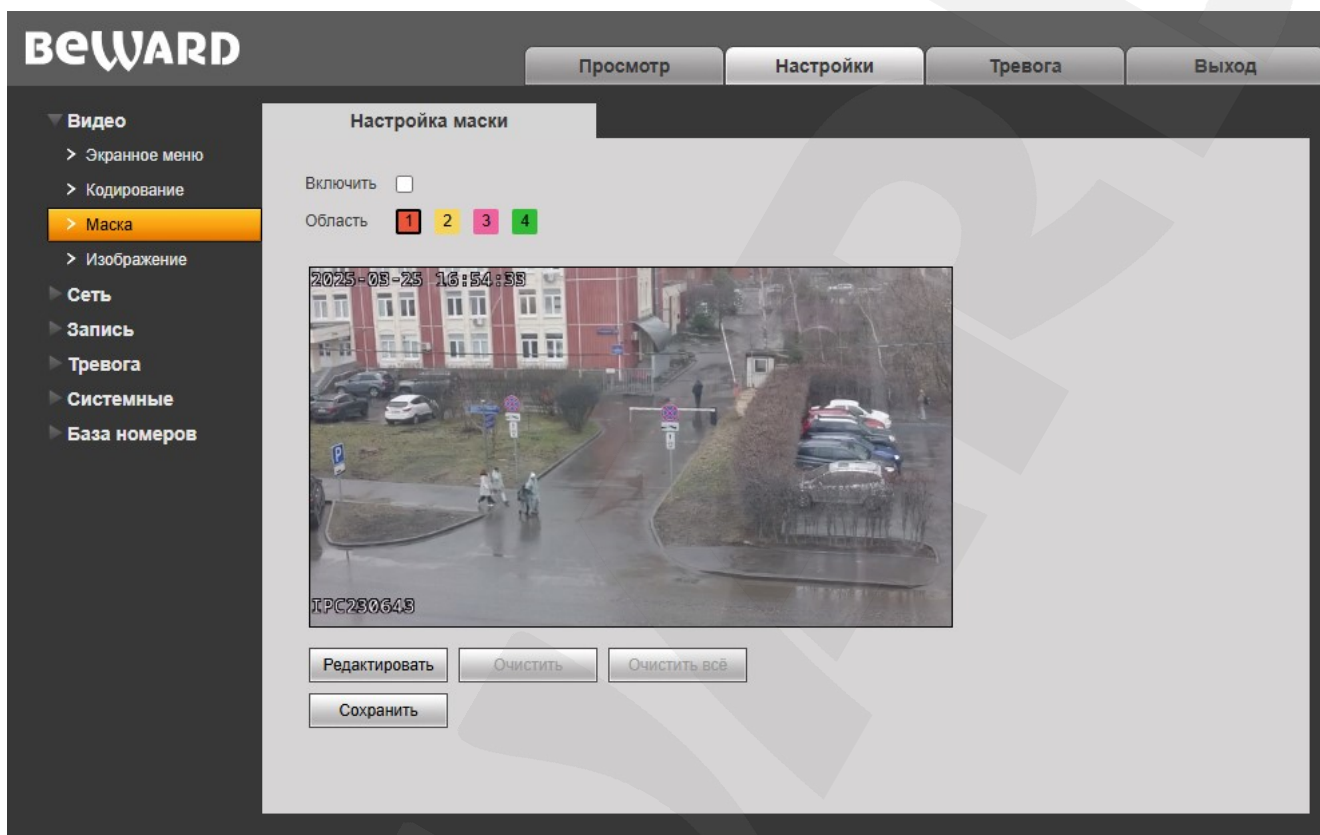 BEWARD
Просмотр Настройки Тревога Выход
Видео
> Экранное меню
> Кодирование
> Маска
> Изображение
Сеть
Запись
Тревога
Системные
База номеров
Настройка маски
Включить
Область 1 2 3 4
2025-03-25 16:54:33
P
IPC230643
Редактировать Очистить Очистить всё
Сохранить